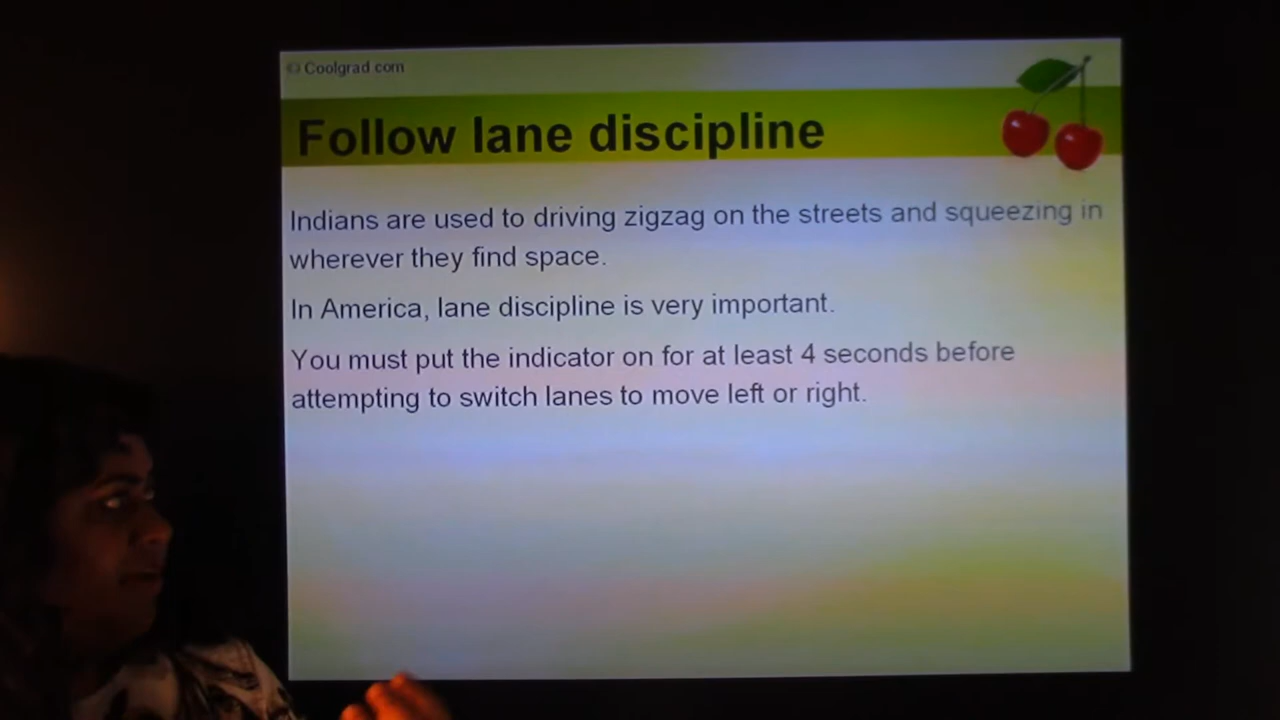 © Coolgrad.com
Follow lane discipline
Indians are used to driving zigzag on the streets and squeezing in
wherever they find space.
In America, lane discipline is very important.
You must put the indicator on for at least 4 seconds before
attempting to switch lanes to move left or right.